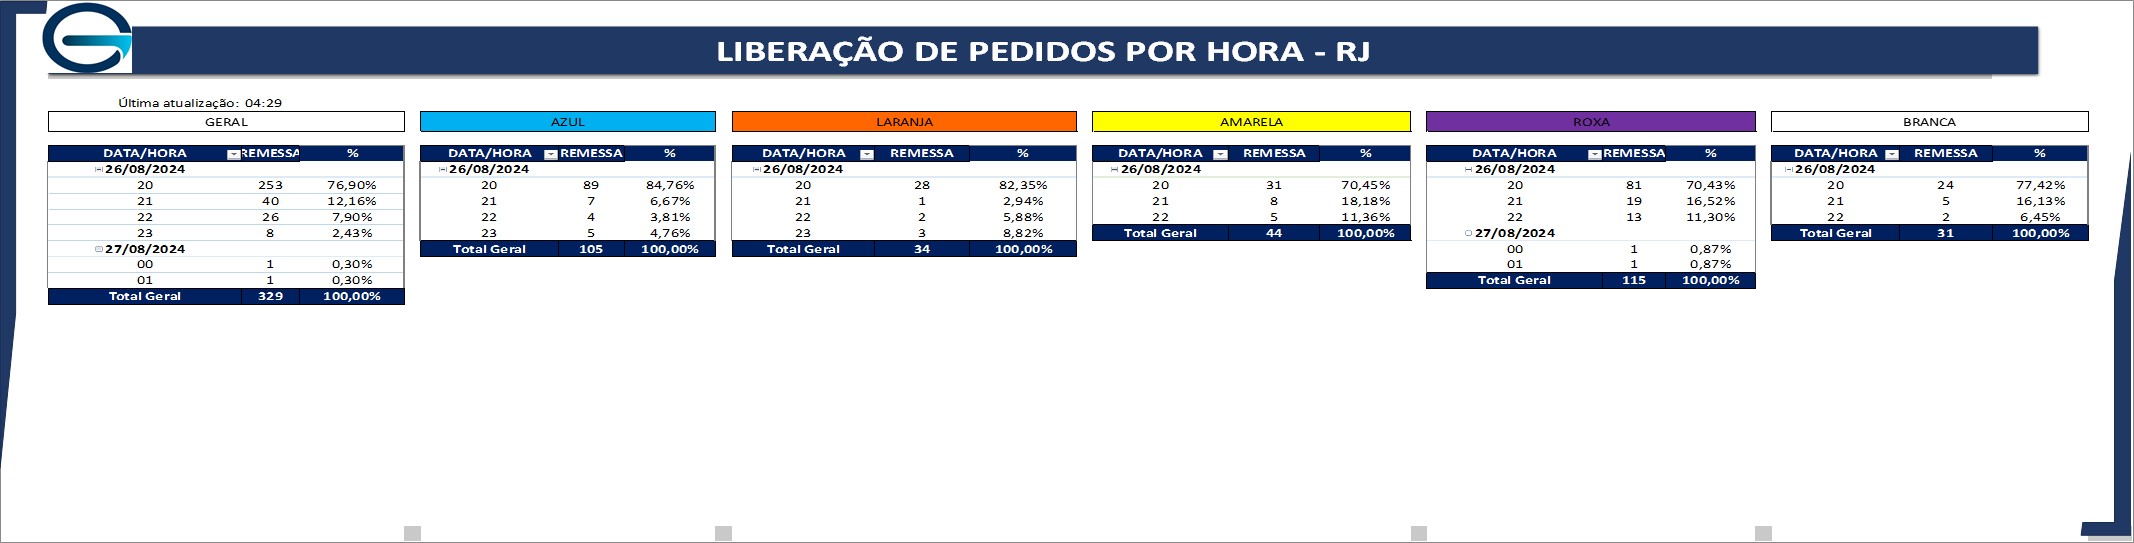 LIBERAÇÃO DE PEDIDOS POR HORA - RJ
Última atualização: 04:29
GERAL
DATA/HORA REMESSA %
26/08/2024
20 253 76,90%
21 40 12,16%
22 26 7,90%
23 8 2,43%
27/08/2024
00 1 0,30%
01 1 0,30%
Total Geral 329 100,00%
AZUL
DATA/HORA REMESSA %
26/08/2024
20 89 84,76%
21 7 6,67%
22 4 3,81%
23 5 4,76%
Total Geral 105 100,00%
LARANJA
DATA/HORA REMESSA %
26/08/2024
20 28 82,35%
21 1 2,94%
22 2 5,88%
23 3 8,82%
Total Geral 34 100,00%
AMARELA
DATA/HORA REMESSA %
26/08/2024
20 31 70,45%
21 8 18,18%
22 5 11,36%
Total Geral 44 100,00%
ROXA
DATA/HORA REMESSA %
26/08/2024
20 81 70,43%
21 19 16,52%
22 13 11,30%
27/08/2024
00 1 0,87%
01 1 0,87%
Total Geral 115 100,00%
BRANCA
DATA/HORA REMESSA %
26/08/2024
20 24 77,42%
21 5 16,13%
22 2 6,45%
Total Geral 31 100,00%